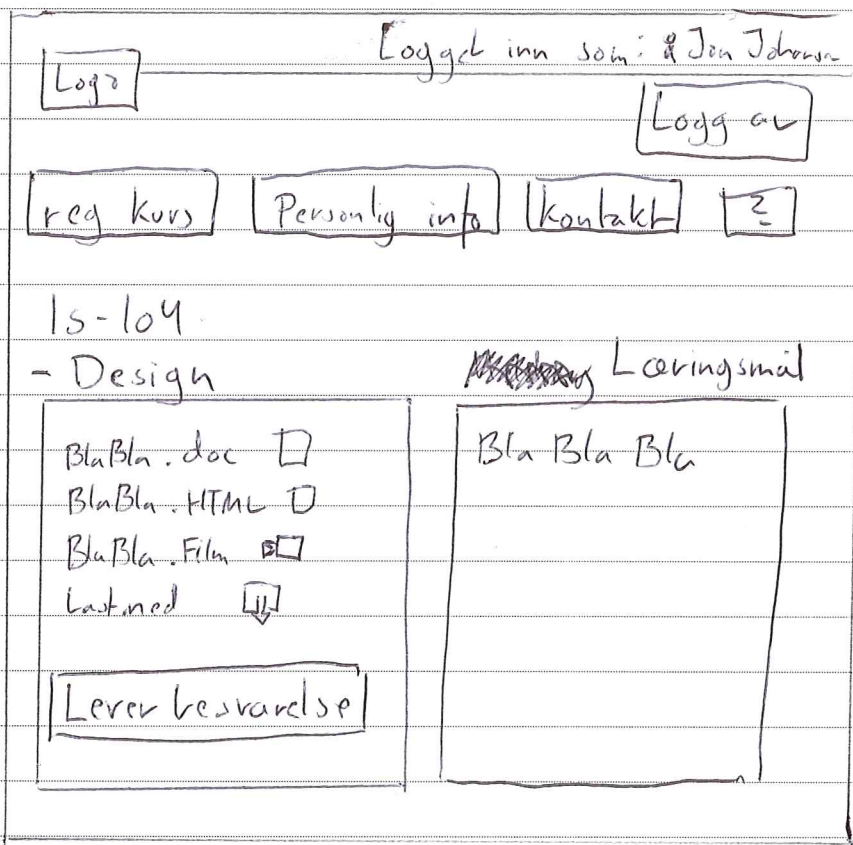 Logget inn som: Jon Johansen
Logo
Logg av
reg kurs
Personlig info
Kontakt
?
Is-104
- Design
Læringsmål
BlaBla.doc
BlaBla.HTML
BlaBla.Film
Last ned
Lever besvarelse
Bla Bla Bla